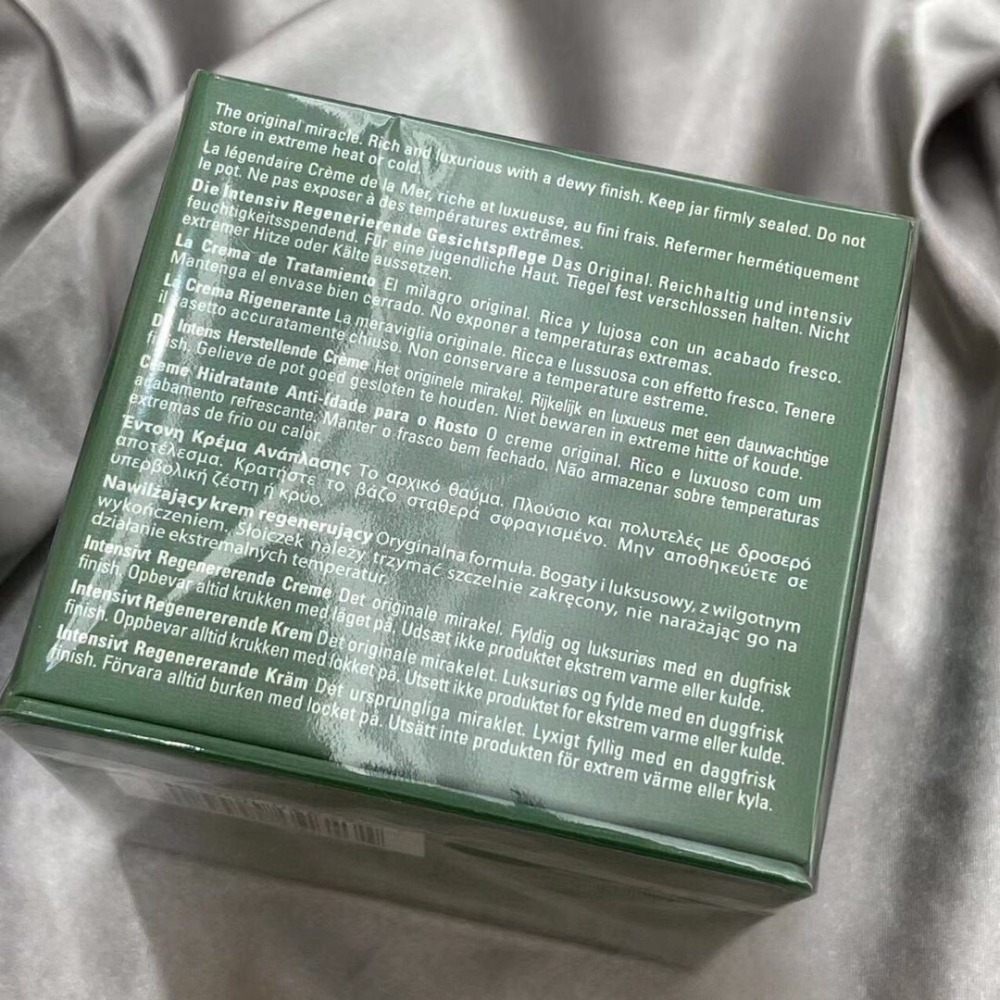 The original miracle. Rich and luxurious with a dewy finish. Keep jar firmly sealed. Do not
store in extreme heat or cold.
La légendaire Crème de la Mer, riche et luxueuse, au fini frais. Refermer hermétiquement
le pot. Ne pas exposer à des températures extrêmes.
Die Intensiv Regenerierende Gesichtspflege Das Original. Reichhaltig und intensiv
feuchtigkeitsspendend. Für eine jugendliche Haut. Tiegel fest verschlossen halten. Nicht
extremer Hitze oder Kälte aussetzen.
La Crema de Tratamiento El milagro original. Rica y lujosa con un acabado fresco.
Mantenga el envase bien cerrado. No exponer a temperaturas extremas.
La Crema Rigenerante La meraviglia originale. Ricca e lussuosa con effetto fresco. Tenere
il vasetto accuratamente chiuso. Non conservare a temperature estreme.
De Intens Herstellende Crème Het originele mirakel. Rijkelijk en luxueus met een dauwachtige
finish. Gelieve de pot goed gesloten te houden. Niet bewaren in extreme hitte of koude.
Creme Hidratante Anti-Idade para o Rosto O creme original. Rico e luxuoso com um
acabamento refrescante. Manter o frasco bem fechado. Não armazenar sobre temperaturas
extremas de frio ou calor.
Έντονη Κρέμα Ανάπλασης Το αρχικό θαύμα. Πλούσιο και πολυτελές με δροσερό
αποτέλεσμα. Κρατήστε το βάζο σταθερά σφραγισμένο. Μην αποθηκεύετε σε
υπερβολική ζέστη ή κρύο.
Nawilżający krem regenerujący Oryginalna formuła. Bogaty i luksusowy, z wilgotnym
wykończeniem. Słoiczek należy trzymać szczelnie zakręcony, nie narażając go na
działanie ekstremalnych temperatur.
Intensivt Regenererende Creme Det originale mirakel. Fyldig og luksuriøs med en dugfrisk
finish. Opbevar altid krukken med låget på. Udsæt ikke produktet ekstrem varme eller kulde.
Intensivt Regenererende Krem Det originale mirakelet. Luksuriøs og fylde med en duggfrisk
finish. Oppbevar alltid krukken med lokket på. Utsett ikke produktet for ekstrem varme eller kulde.
Intensivt Regenererande Kräm Det ursprungliga miraklet. Lyxigt fyllig med en daggfrisk
finish. Förvara alltid burken med locket på. Utsätt inte produkten för extrem värme eller kyla.